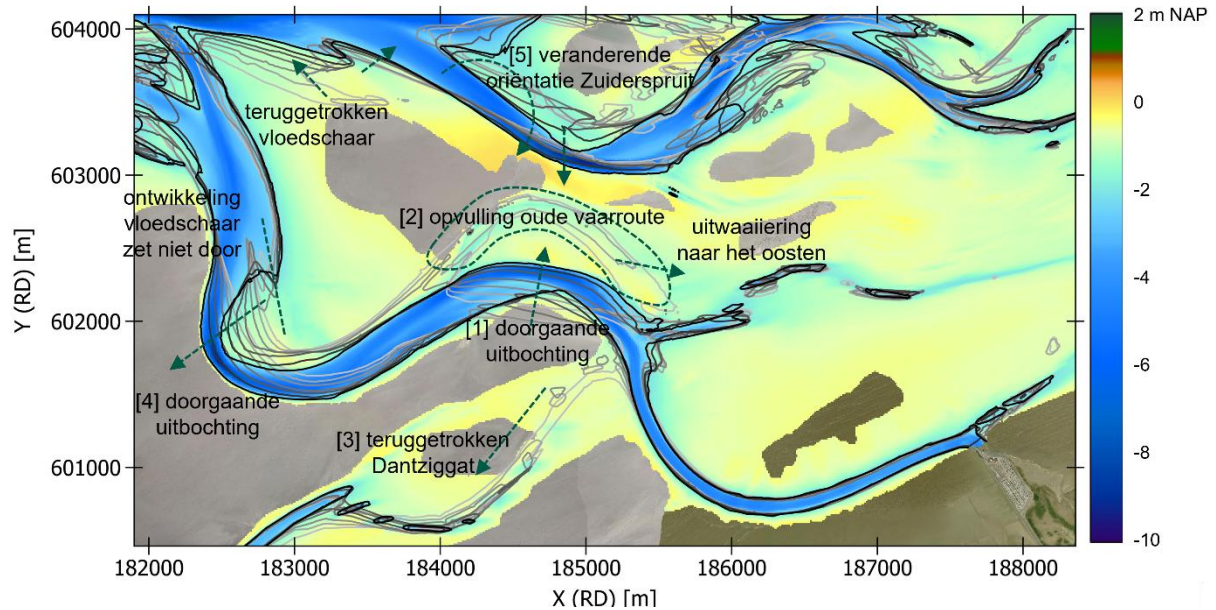 604000
603000
602000
601000
Y (RD) [m]
182000
183000
184000
185000
186000
187000
188000
X (RD) [m]
[5] veranderende
oriëntatie Zuiderspruit
teruggetrokken
vloedschaar
ontwikkeling
vloedschaar
zet niet door
[2] opvulling oude vaarroute
uitwaaiiering
naar het oosten
[1] doorgaande
uitbochting
[4] doorgaande
uitbochting
[3] teruggetrokken
Dantziggat
2 m NAP
0
-2
-4
-6
-8
-10